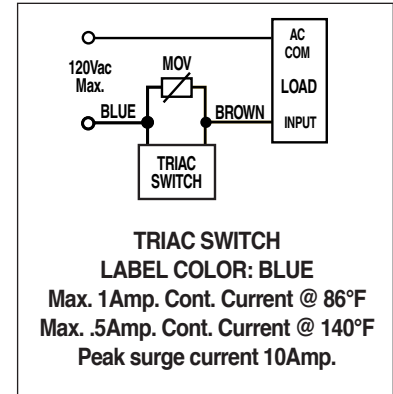 AC
COM
120Vac
Max.
MOV
LOAD
BLUE
BROWN
INPUT
TRIAC
SWITCH
TRIAC SWITCH
LABEL COLOR: BLUE
Max. 1Amp. Cont. Current @ 86°F
Max. .5Amp. Cont. Current @ 140°F
Peak surge current 10Amp.